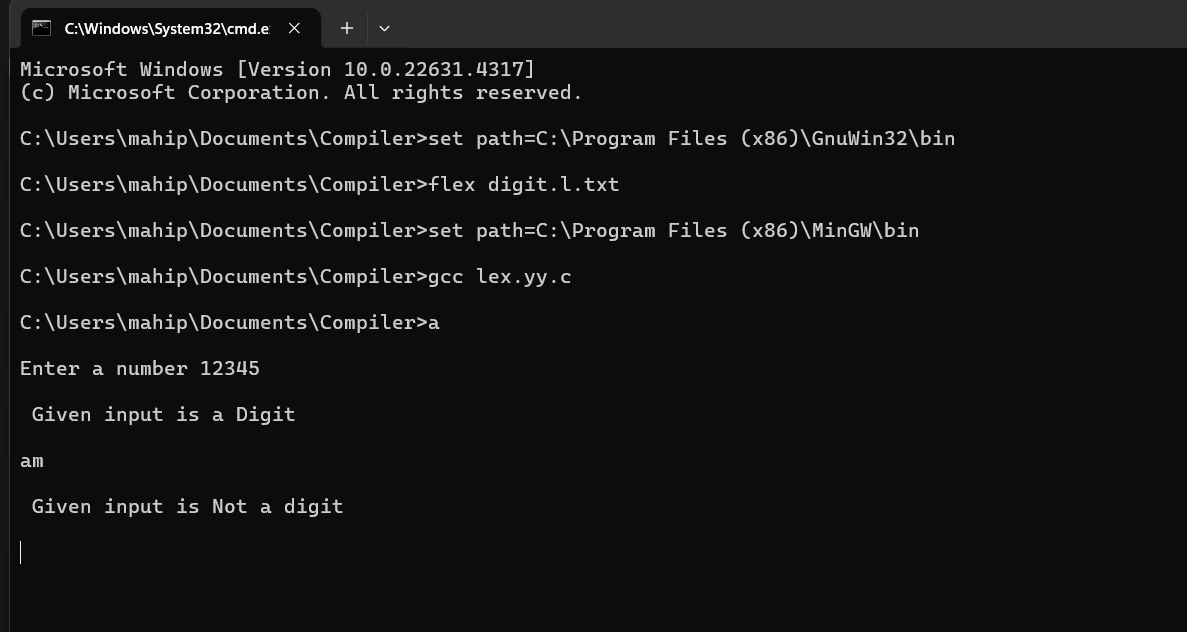 C:\Windows\System32\cmd.e
Microsoft Windows [Version 10.0.22631.4317]
(c) Microsoft Corporation. All rights reserved.
C:\Users\mahip\Documents\Compiler>set path=C:\Program Files (x86)\GnuWin32\bin
C:\Users\mahip\Documents\Compiler>flex digit.l.txt
C:\Users\mahip\Documents\Compiler>set path=C:\Program Files (x86)\MinGW\bin
C:\Users\mahip\Documents\Compiler>gcc lex.yy.c
C:\Users\mahip\Documents\Compiler>a
Enter a number 12345
Given input is a Digit
am
Given input is Not a digit